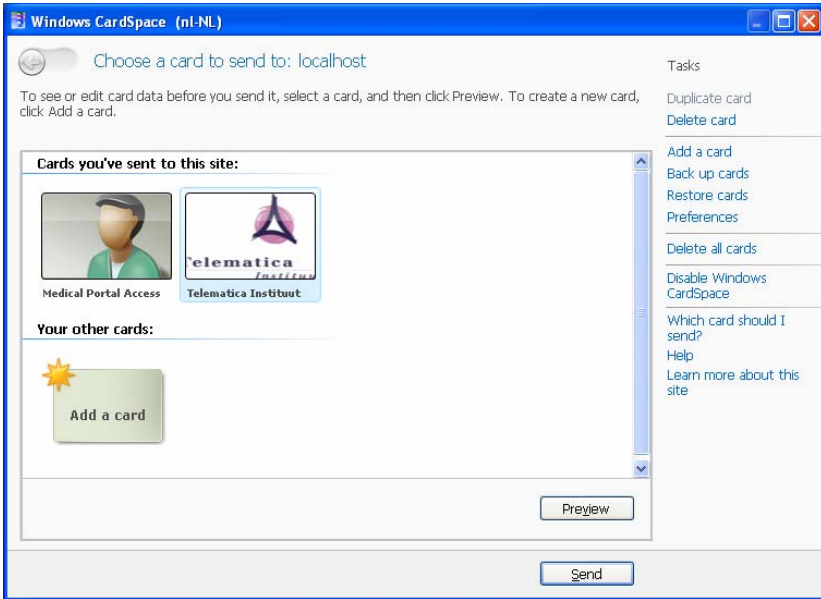 Windows CardSpace (nl-NL)
Choose a card to send to: localhost
To see or edit card data before you send it, select a card, and then click Preview. To create a new card,
click Add a card.
Cards you've sent to this site:
Telematica
Instituu
Medical Portal Access
Telematica Instituut
Your other cards:
Add a card
Preview
Send
Tasks
Duplicate card
Delete card
Add a card
Back up cards
Restore cards
Preferences
Delete all cards
Disable Windows
CardSpace
Which card should I
send?
Help
Learn more about this
site